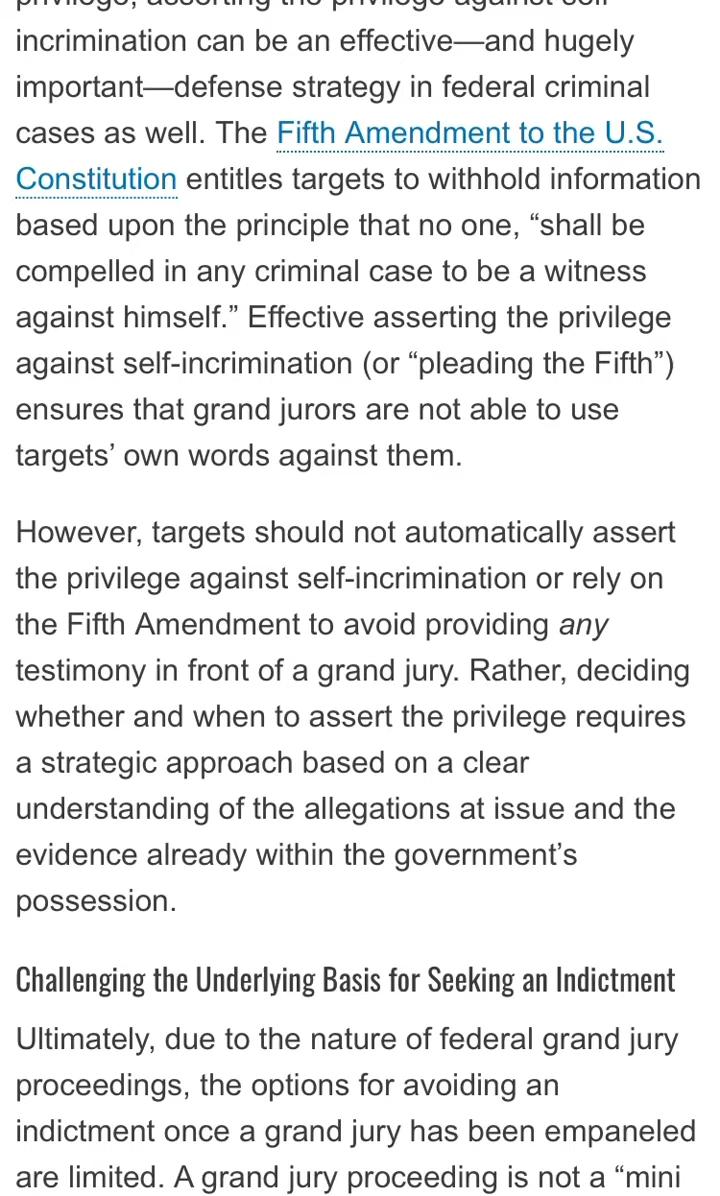 privilege, asserting the privilege against self-
incrimination can be an effective—and hugely
important—defense strategy in federal criminal
cases as well. The Fifth Amendment to the U.S.
Constitution entitles targets to withhold information
based upon the principle that no one, “shall be
compelled in any criminal case to be a witness
against himself.” Effective asserting the privilege
against self-incrimination (or “pleading the Fifth”)
ensures that grand jurors are not able to use
targets’ own words against them.
However, targets should not automatically assert
the privilege against self-incrimination or rely on
the Fifth Amendment to avoid providing any
testimony in front of a grand jury. Rather, deciding
whether and when to assert the privilege requires
a strategic approach based on a clear
understanding of the allegations at issue and the
evidence already within the government’s
possession.
Challenging the Underlying Basis for Seeking an Indictment
Ultimately, due to the nature of federal grand jury
proceedings, the options for avoiding an
indictment once a grand jury has been empaneled
are limited. A grand jury proceeding is not a “mini